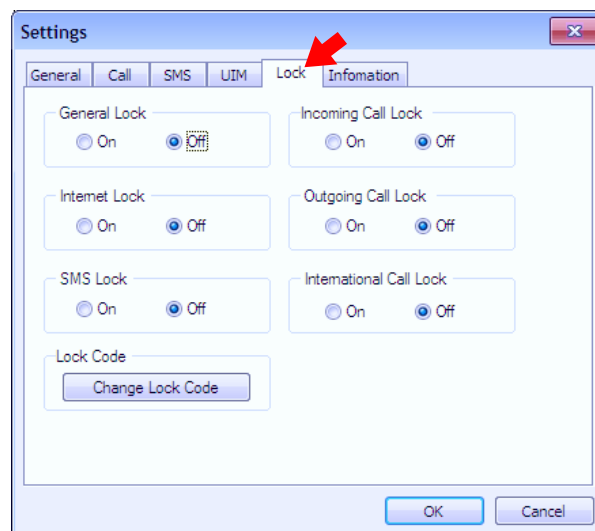 Settings
General Call SMS UIM Lock Infomation
General Lock Incoming Call Lock
On Off On Off
Internet Lock Outgoing Call Lock
On Off On Off
SMS Lock International Call Lock
On Off On Off
Lock Code
Change Lock Code
OK Cancel